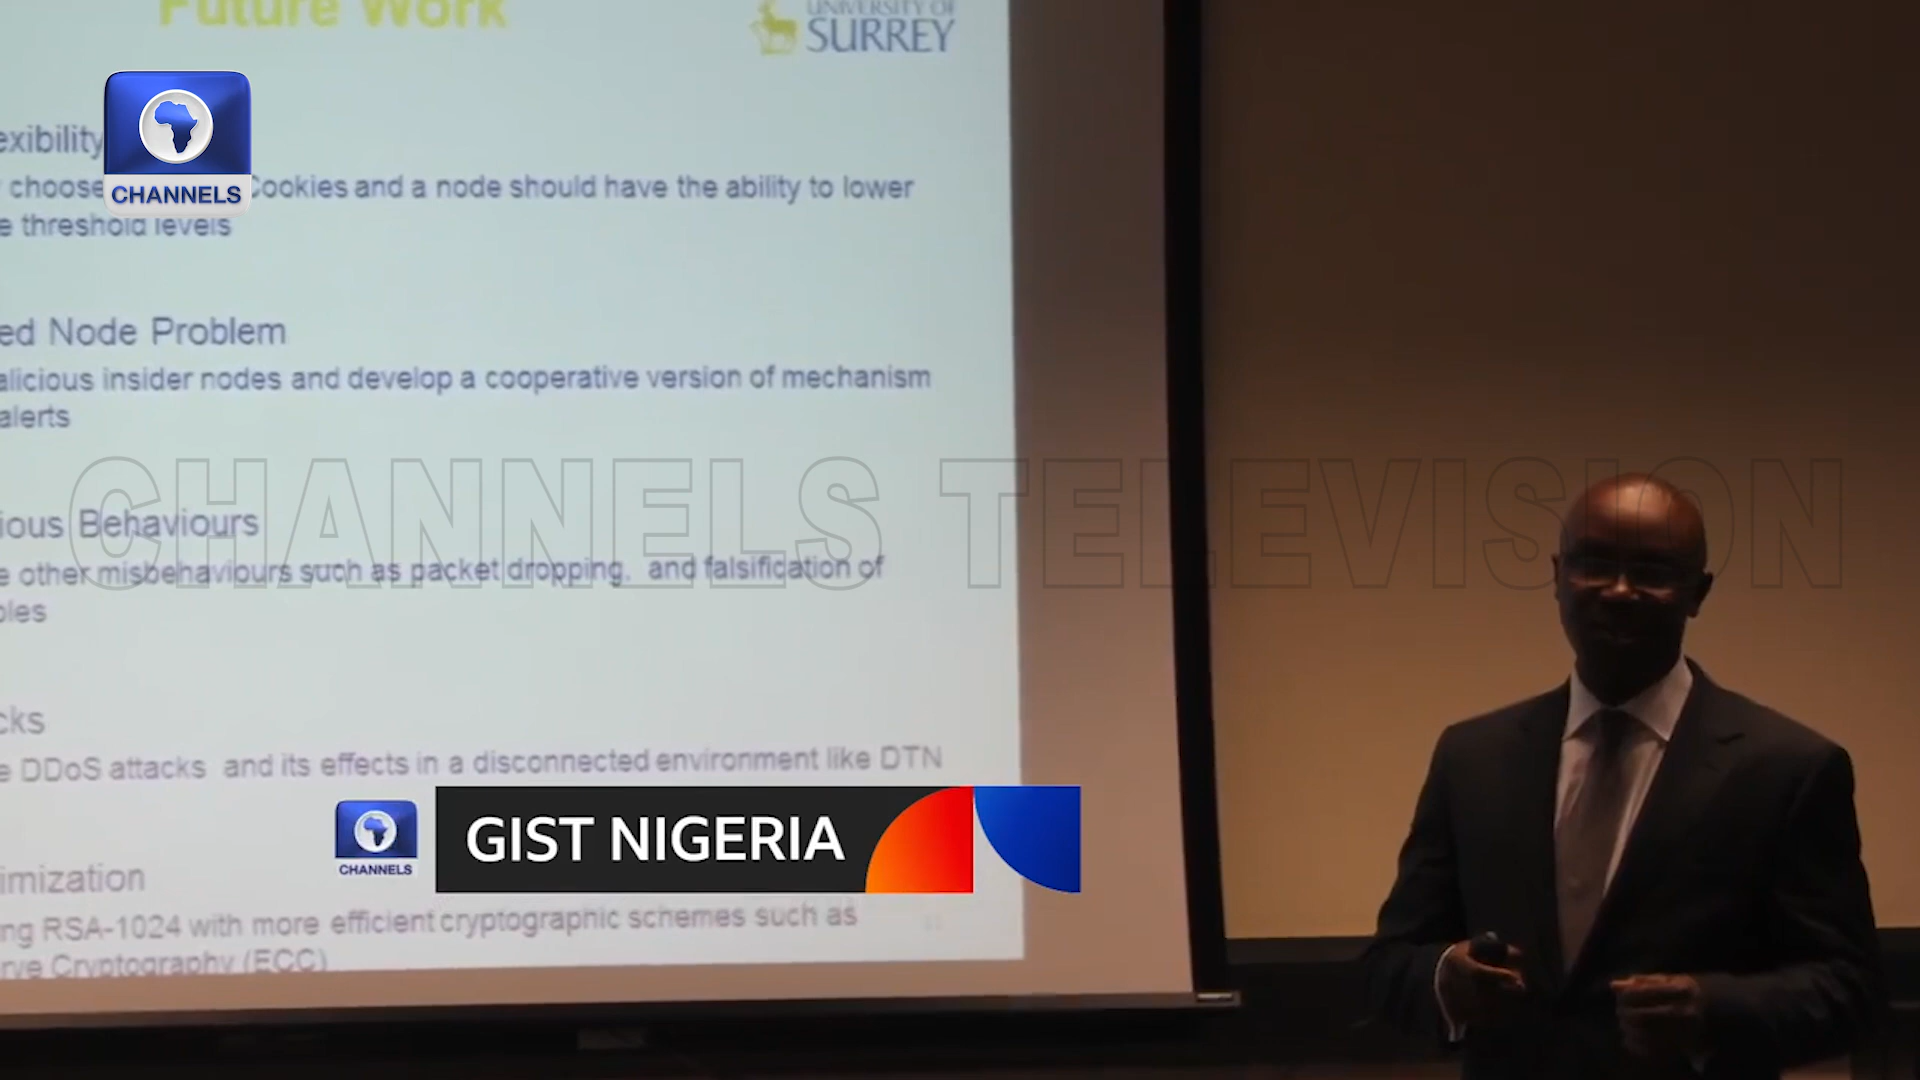 Future Work
UNIVERSITY OF
SURREY
exibility
CHANNELS
choose Cookies and a node should have the ability to lower
e threshold levels
ed Node Problem
alicious insider nodes and develop a cooperative version of mechanism
alerts
CHANNELS TELEVISION
ious Behaviours
e other misbehaviours such as packet dropping, and falsification of
ples
cks
e DDoS attacks and its effects in a disconnected environment like DTN
CHANNELS
GIST NIGERIA
imization
ng RSA-1024 with more efficient cryptographic schemes such as
rve Cryptography (ECC)